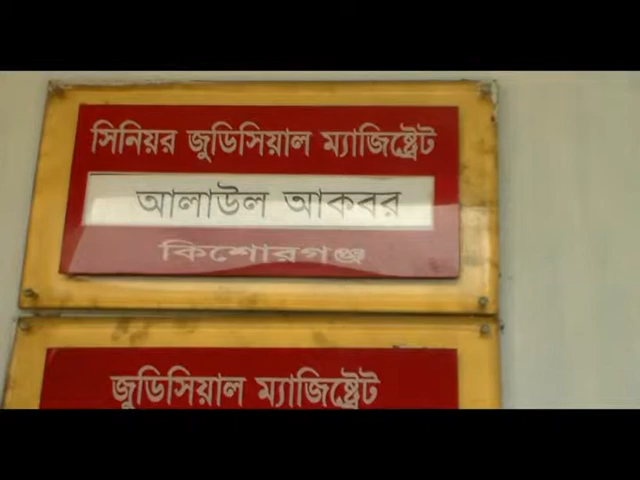 সিনিয়র জুডিসিয়াল ম্যাজিষ্ট্রেট
আলাউল আকবর
কিশোরগঞ্জ
জুডিসিয়াল ম্যাজিষ্ট্রেট